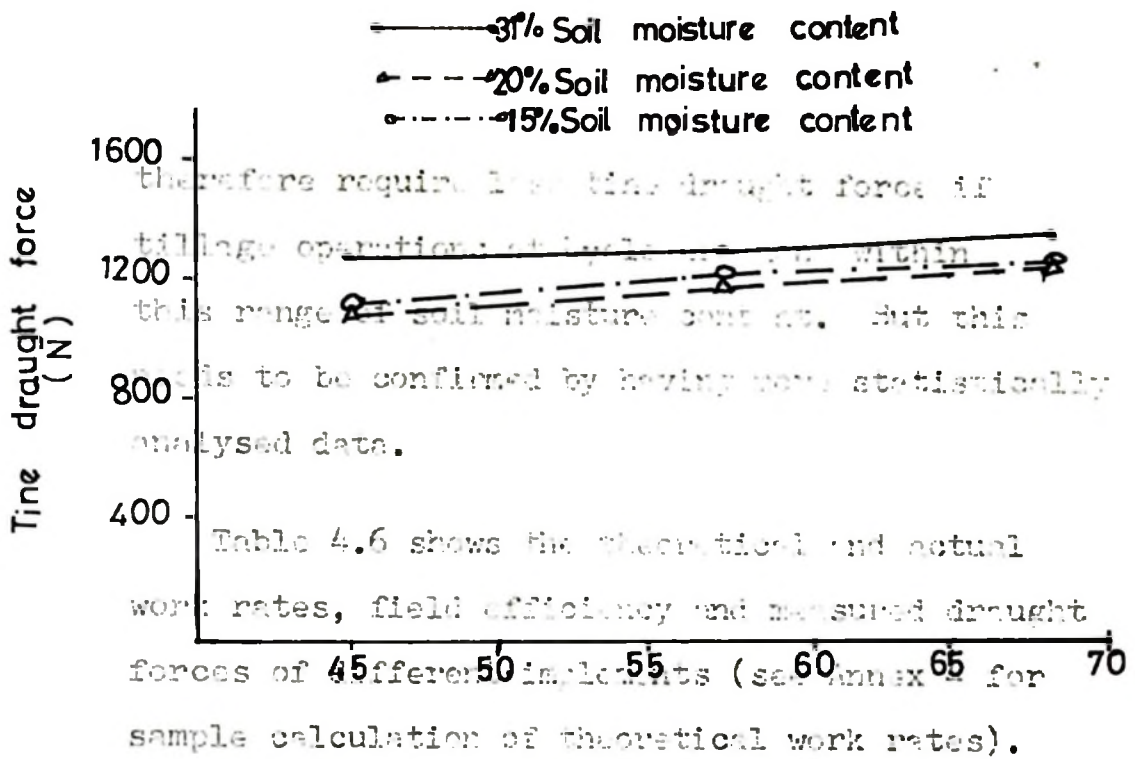 31% Soil moisture content
20% Soil moisture content
15% Soil moisture content
1600
therefore require less tine draught force if
1200
tillage operations at within
this range of soil moisture content. But this
800
needs to be confirmed by having more statistically
analysed data.
400
Tine draught force
(N)
Table 4.6 shows the theoretical and actual
work rates, field efficiency and measured draught
45 50 55 60 65 70
forces of different implements (see Annex for
sample calculation of theoretical work rates).